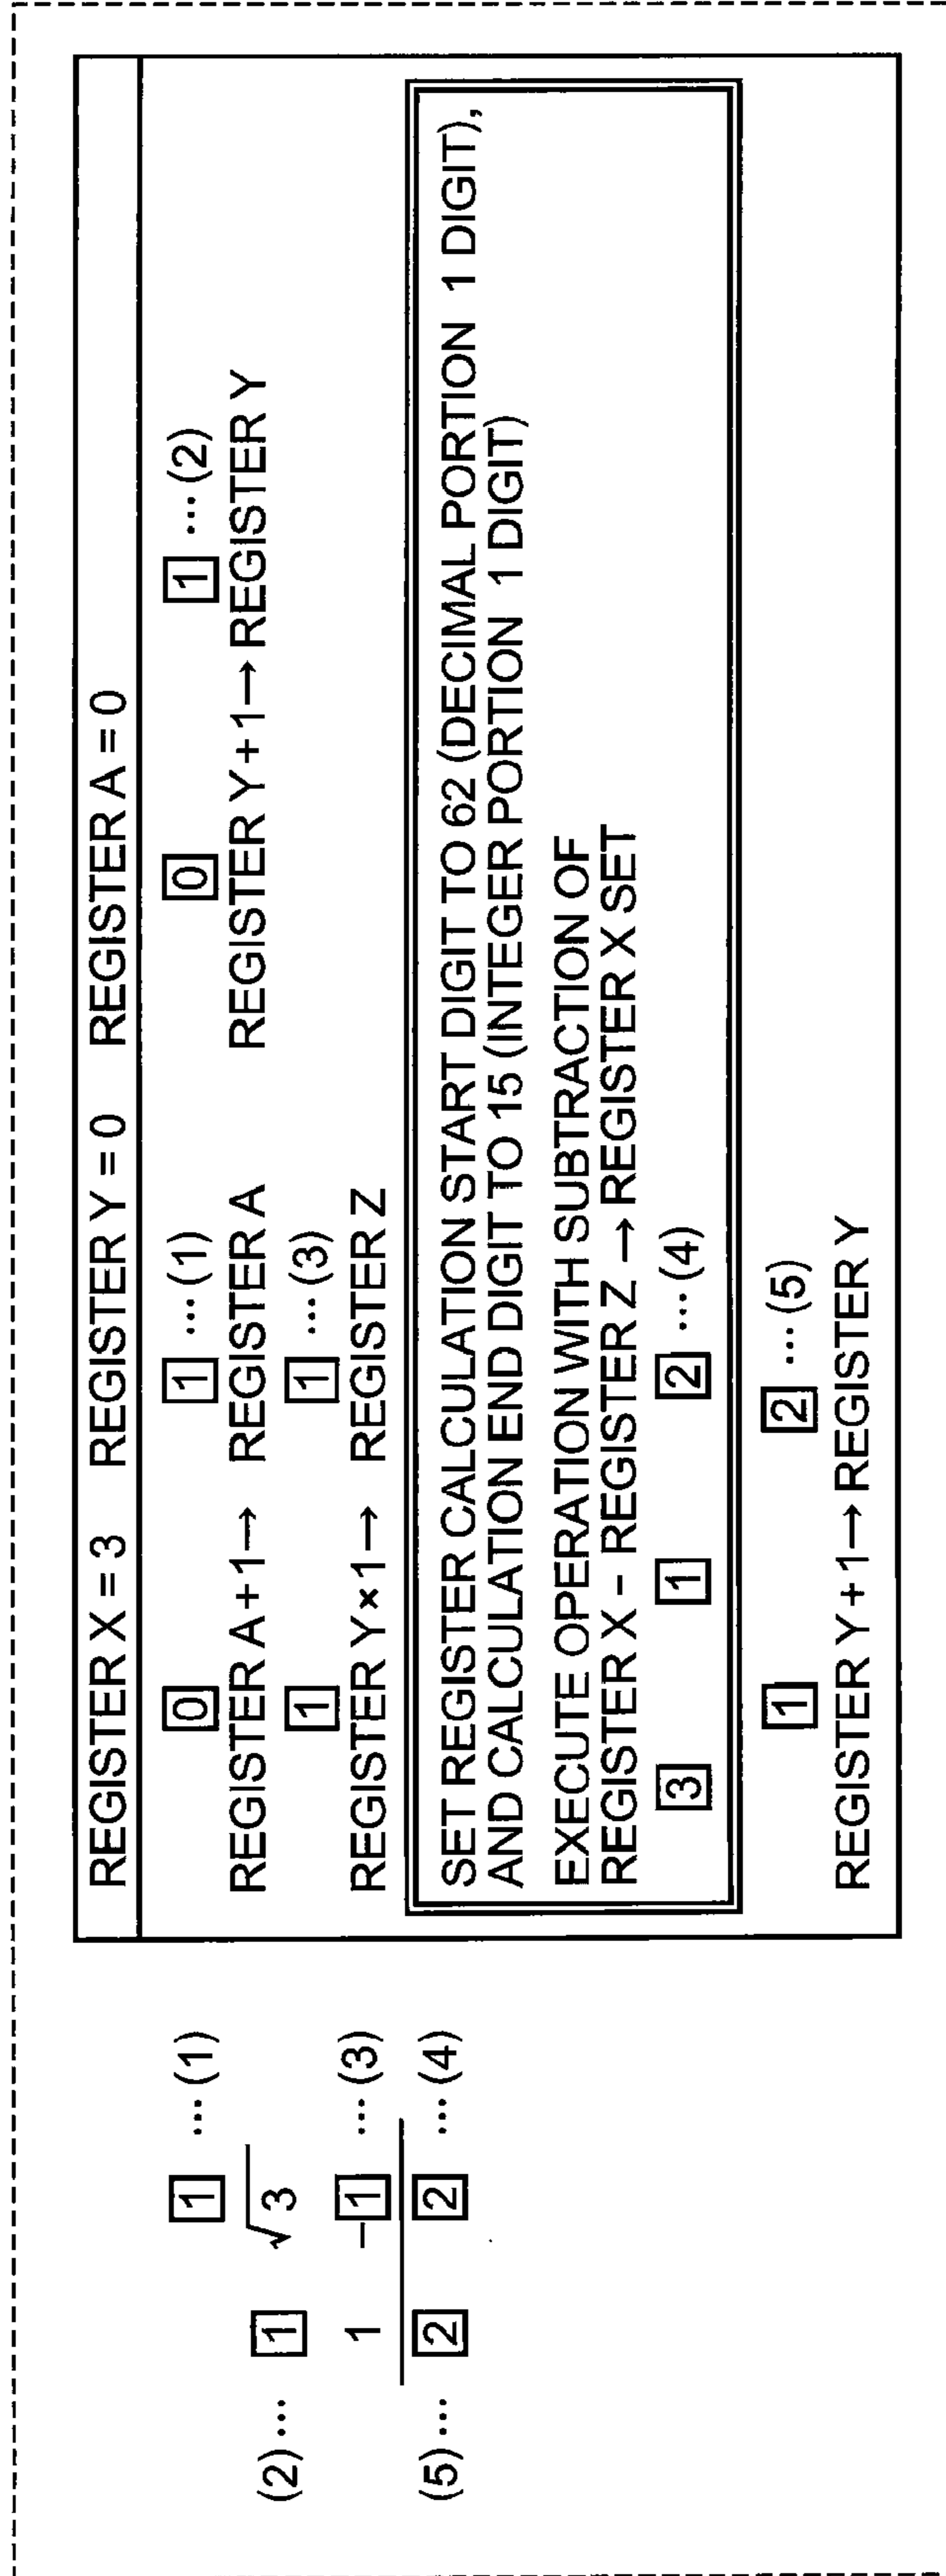 1 ... (1)
(2) ... 1 √3
1 −1 ... (3)
(5) ... 2 2 ... (4)
REGISTER X = 3 REGISTER Y = 0 REGISTER A = 0
0 1 ... (1) 0 1 ... (2)
REGISTER A + 1 → REGISTER A REGISTER Y + 1 → REGISTER Y
1 1 ... (3)
REGISTER Y × 1 → REGISTER Z
SET REGISTER CALCULATION START DIGIT TO 62 (DECIMAL PORTION 1 DIGIT),
AND CALCULATION END DIGIT TO 15 (INTEGER PORTION 1 DIGIT)
EXECUTE OPERATION WITH SUBTRACTION OF
REGISTER X − REGISTER Z → REGISTER X SET
3 1 2 ... (4)
1 2 ... (5)
REGISTER Y + 1 → REGISTER Y